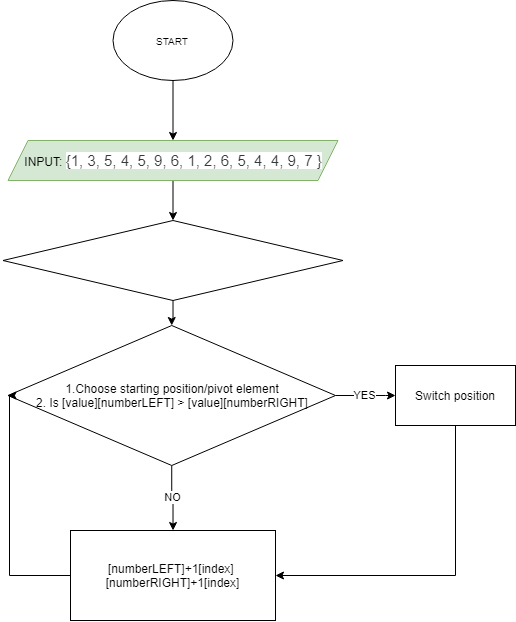 START
INPUT: {1, 3, 5, 4, 5, 9, 6, 1, 2, 6, 5, 4, 4, 9, 7 }
1.Choose starting position/pivot element
2. Is [value][numberLEFT] > [value][numberRIGHT]
YES
Switch position
NO
[numberLEFT]+1[index]
[numberRIGHT]+1[index]